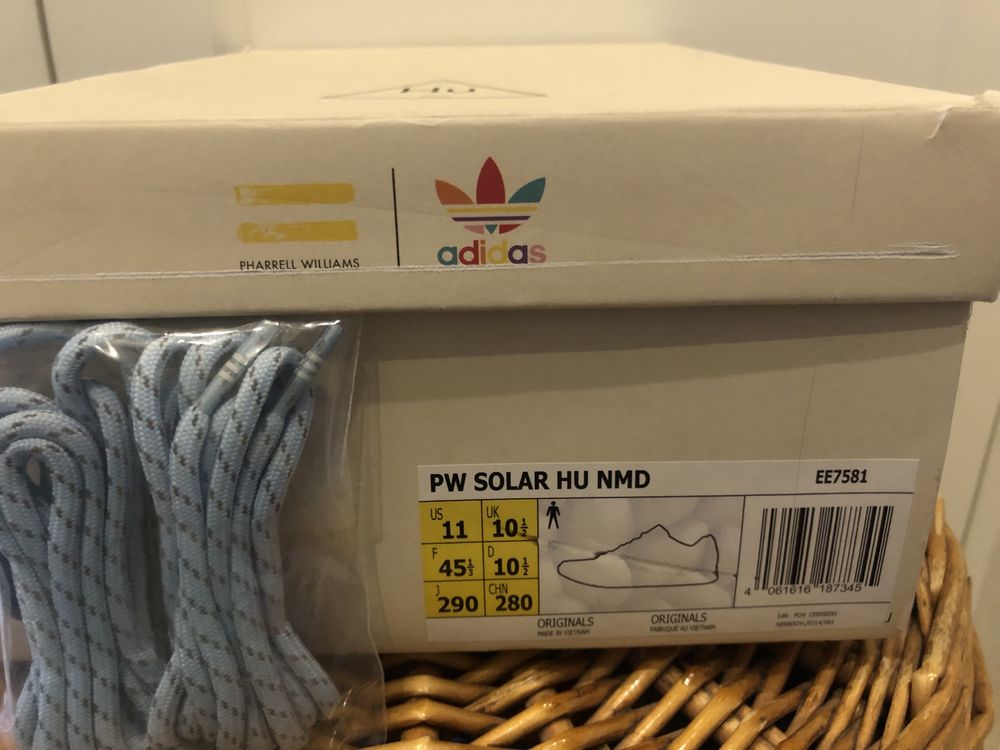 HU
PHARRELL WILLIAMS
adidas
PW SOLAR HU NMD
EE7581
US 11
UK 10½
F 45⅓
D 10½
J 290
CHN 280
ORIGINALS
MADE IN VIETNAM
ORIGINALS
FABRIQUÉ AU VIETNAM
4 061616 187345